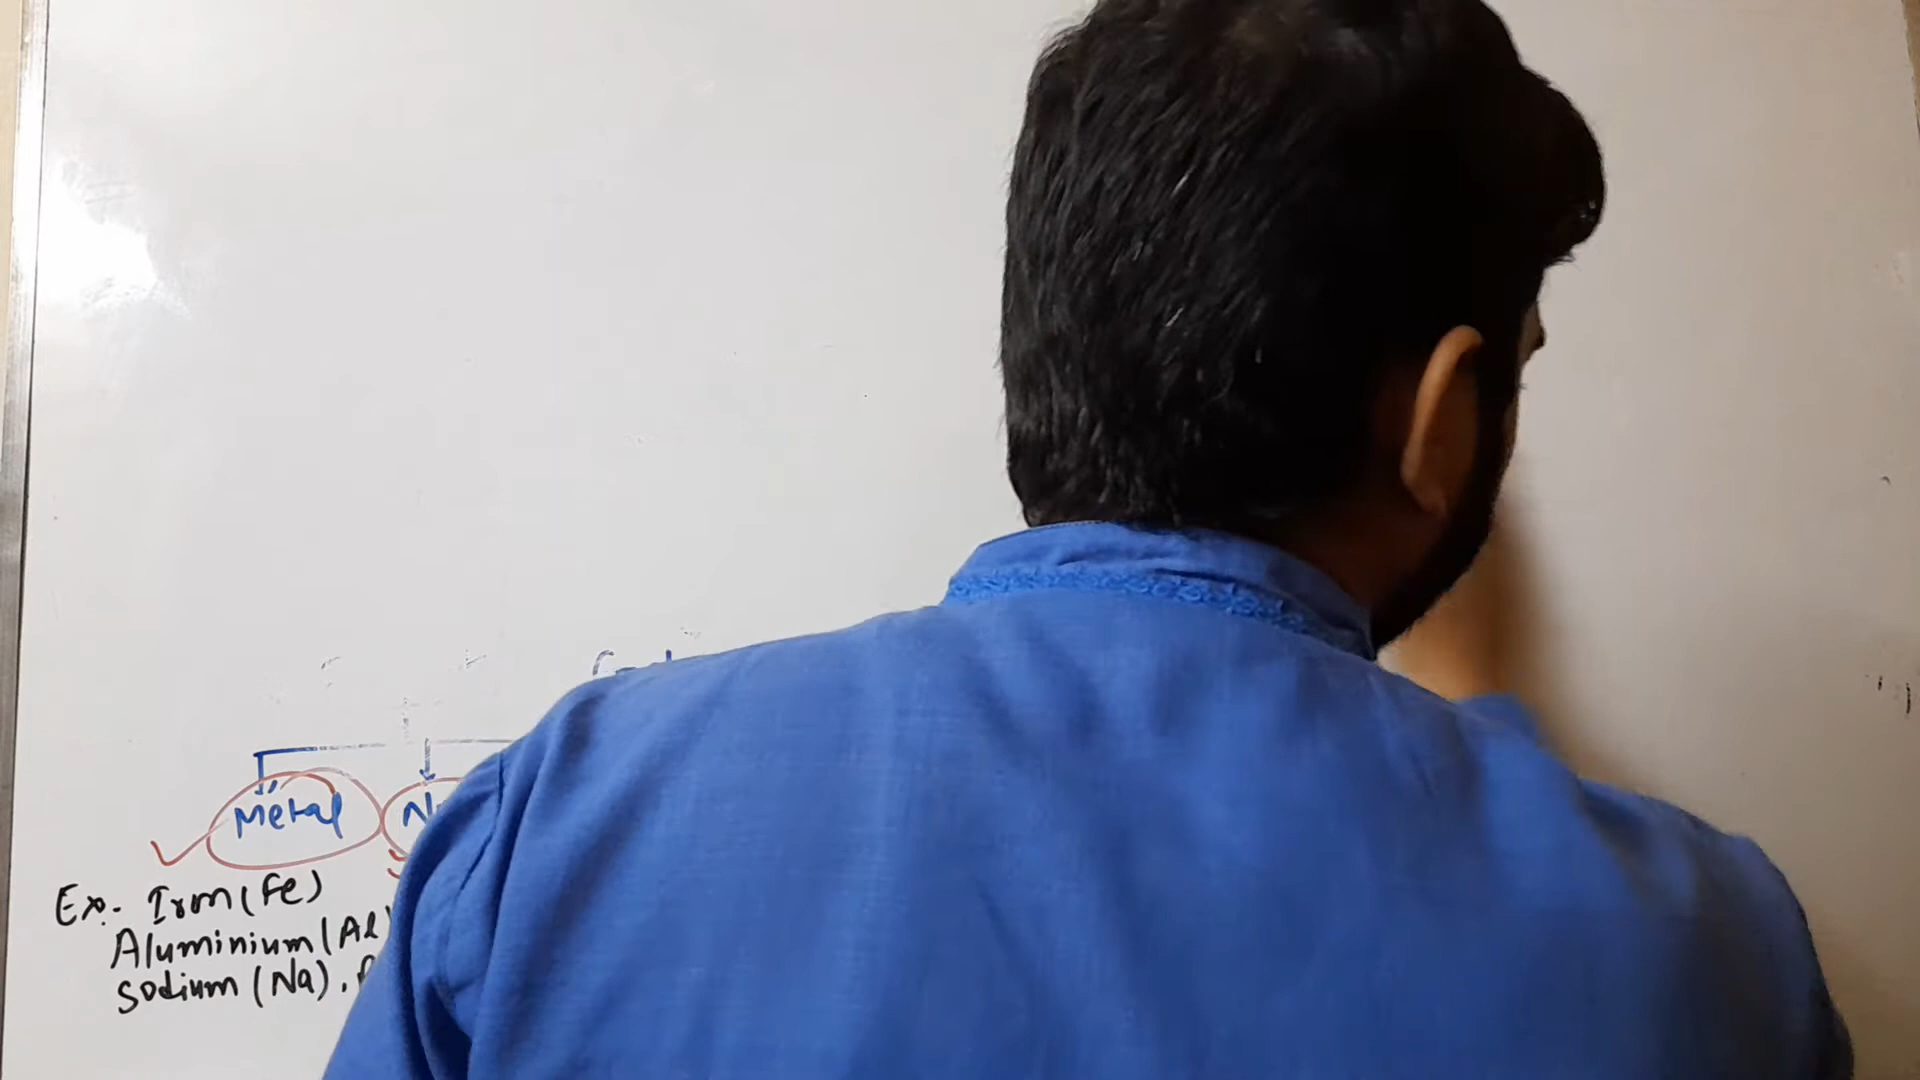 Metal
Ex.- Iron (Fe)
Aluminium (Al)
Sodium (Na).